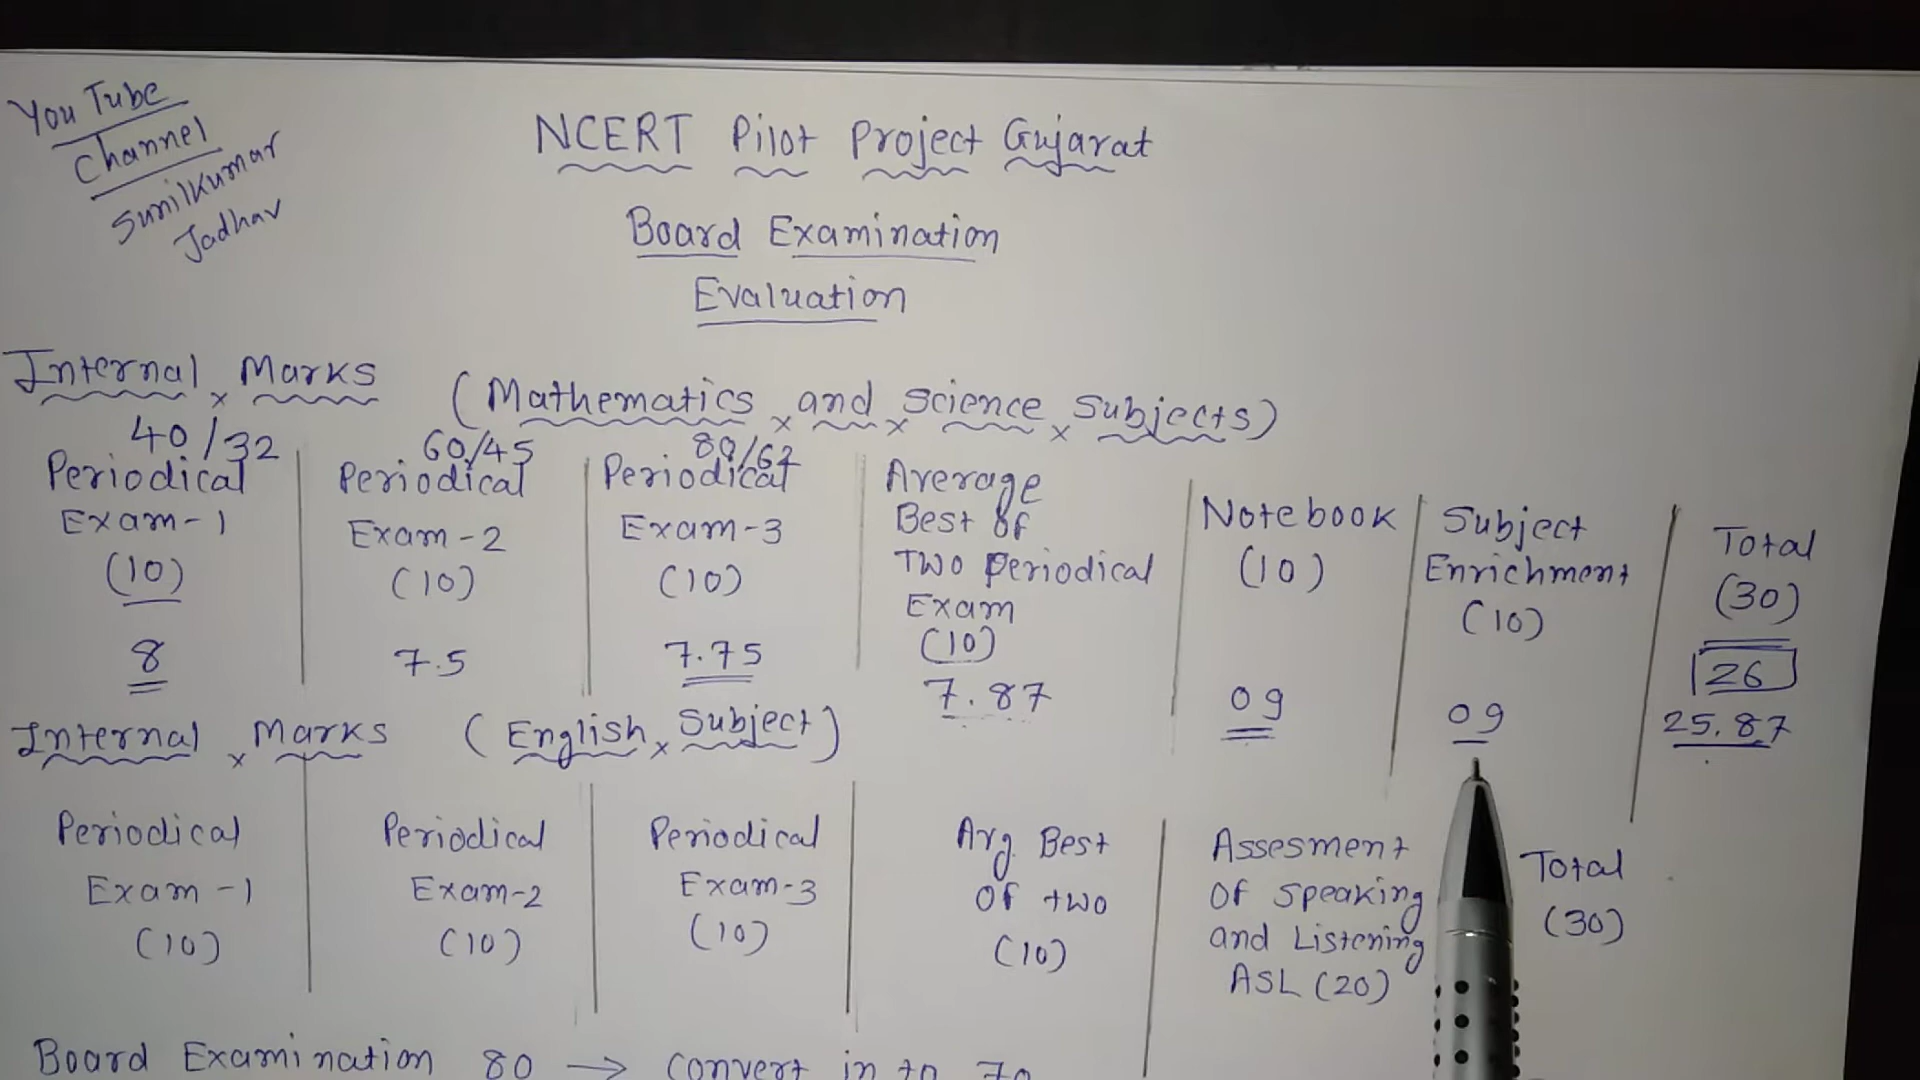 You Tube
Channel
Sunilkumar
Jadhav
NCERT Pilot Project Gujarat
Board Examination
Evaluation
Internal Marks (Mathematics and Science Subjects)
40/32
Periodical
Exam-1
(10)
8
60/45
Periodical
Exam-2
(10)
7.5
80/62
Periodical
Exam-3
(10)
7.75
Average
Best Of
Two Periodical
Exam
(10)
7.87
Notebook
(10)
09
Subject
Enrichment
(10)
09
Total
(30)
26
25.87
Internal Marks (English Subject)
Periodical
Exam-1
(10)
Periodical
Exam-2
(10)
Periodical
Exam-3
(10)
Avg. Best
Of two
(10)
Assesment
Of Speaking
and Listening
ASL (20)
Total
(30)
Board Examination 80 → Convert in to 70